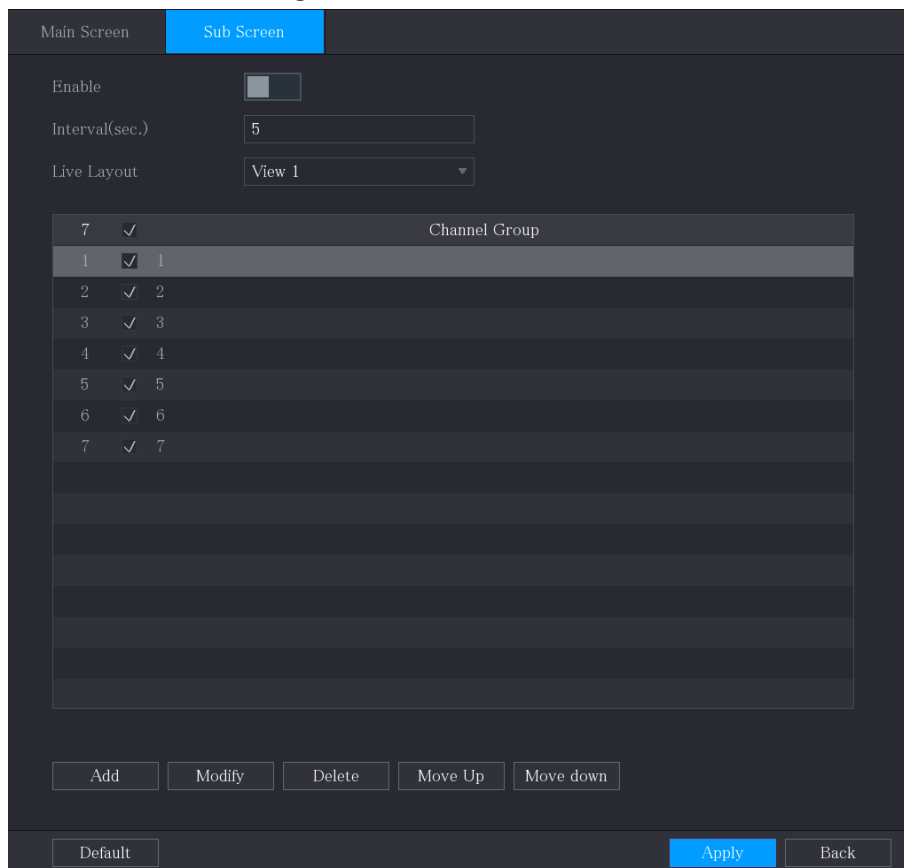 Main Screen Sub Screen
Enable
Interval(sec.) 5
Live Layout View 1
7 Channel Group
1 1
2 2
3 3
4 4
5 5
6 6
7 7
Add Modify Delete Move Up Move down
Default Apply Back